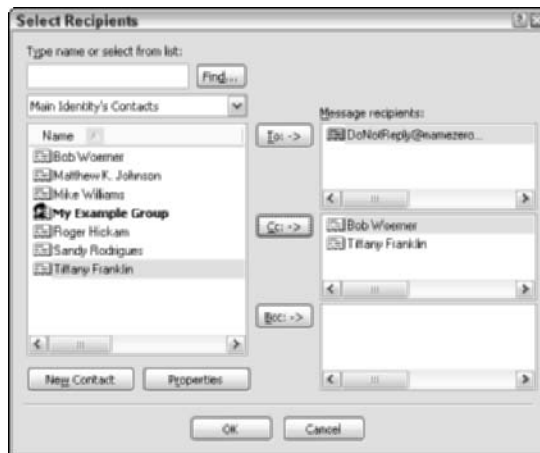 Select Recipients
Type name or select from list:
Find...
Main Identity's Contacts
Name
Bob Woerner
Matthew K. Johnson
Mike Williams
My Example Group
Roger Hickam
Sandy Rodrigues
Tiffany Franklin
New Contact
Properties
To: ->
Cc: ->
Bcc: ->
Message recipients:
DoNotReply@namezero...
Bob Woerner
Tiffany Franklin
OK
Cancel